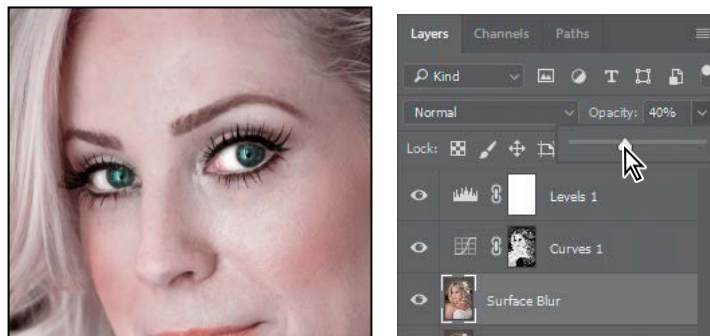 Layers Channels Paths
Kind
Normal Opacity: 40%
Lock:
Levels 1
Curves 1
Surface Blur